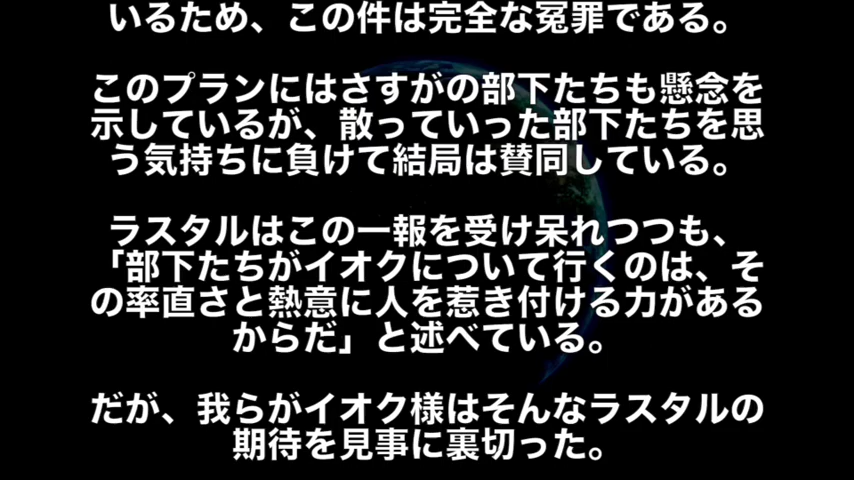 いるため、この件は完全な冤罪である。
このプランにはさすがの部下たちも懸念を
示しているが、散っていった部下たちを思
う気持ちに負けて結局は賛同している。
ラスタルはこの一報を受け呆れつつも、
「部下たちがイオクについて行くのは、そ
の率直さと熱意に人を惹き付ける力がある
からだ」と述べている。
だが、我らがイオク様はそんなラスタルの
期待を見事に裏切った。